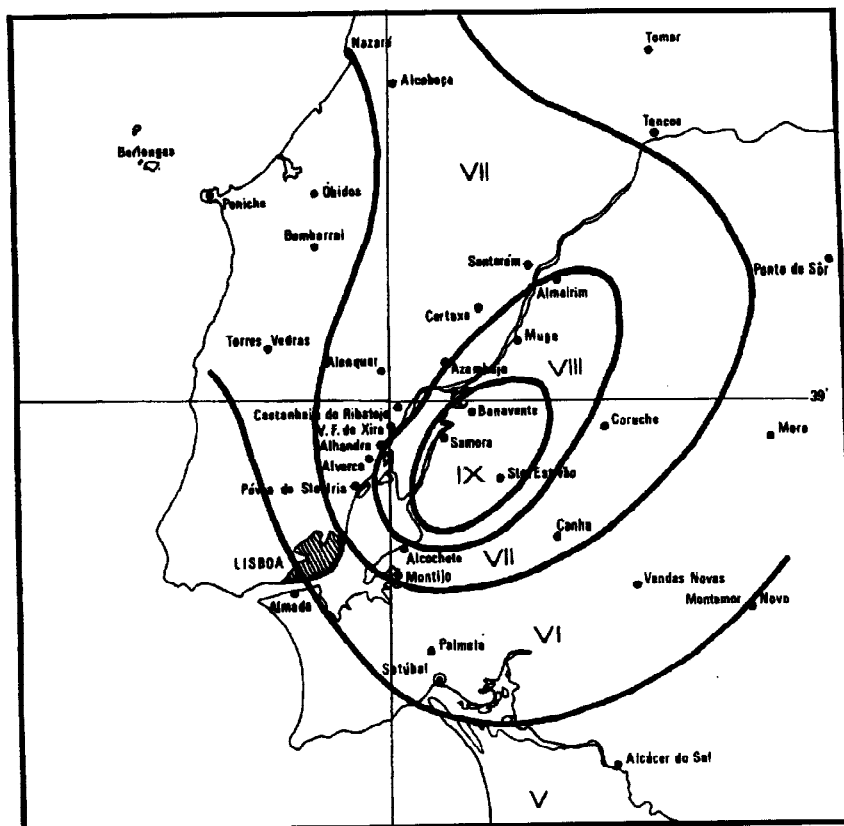 Nazaré
Tomar
Alcobaça
Tancos
Berlengas
VII
Peniche
Óbidos
Bombarral
Santarém
Ponte de Sôr
Almeirim
Cartaxo
Muge
Torres Vedras
Alenquer
Azambuja
VIII
39'
Castanheira do Ribatejo
Benavente
V. F. de Xira
Coruche
Mora
Alhandra
Samora
Alverca
IX
Sto. Estêvão
Póvoa de Sta. Iria
Canha
LISBOA
Alcochete
VII
Montijo
Almada
Vendas Novas
Montemor Novo
VI
Palmela
Setúbal
Alcácer do Sal
V